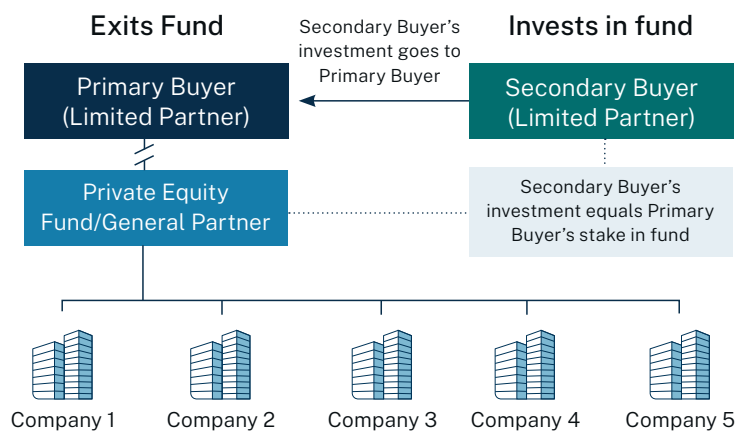 Exits Fund
Secondary Buyer's
investment goes to
Primary Buyer
Invests in fund
Primary Buyer
(Limited Partner)
Secondary Buyer
(Limited Partner)
Private Equity
Fund/General Partner
Secondary Buyer's
investment equals Primary
Buyer's stake in fund
Company 1
Company 2
Company 3
Company 4
Company 5